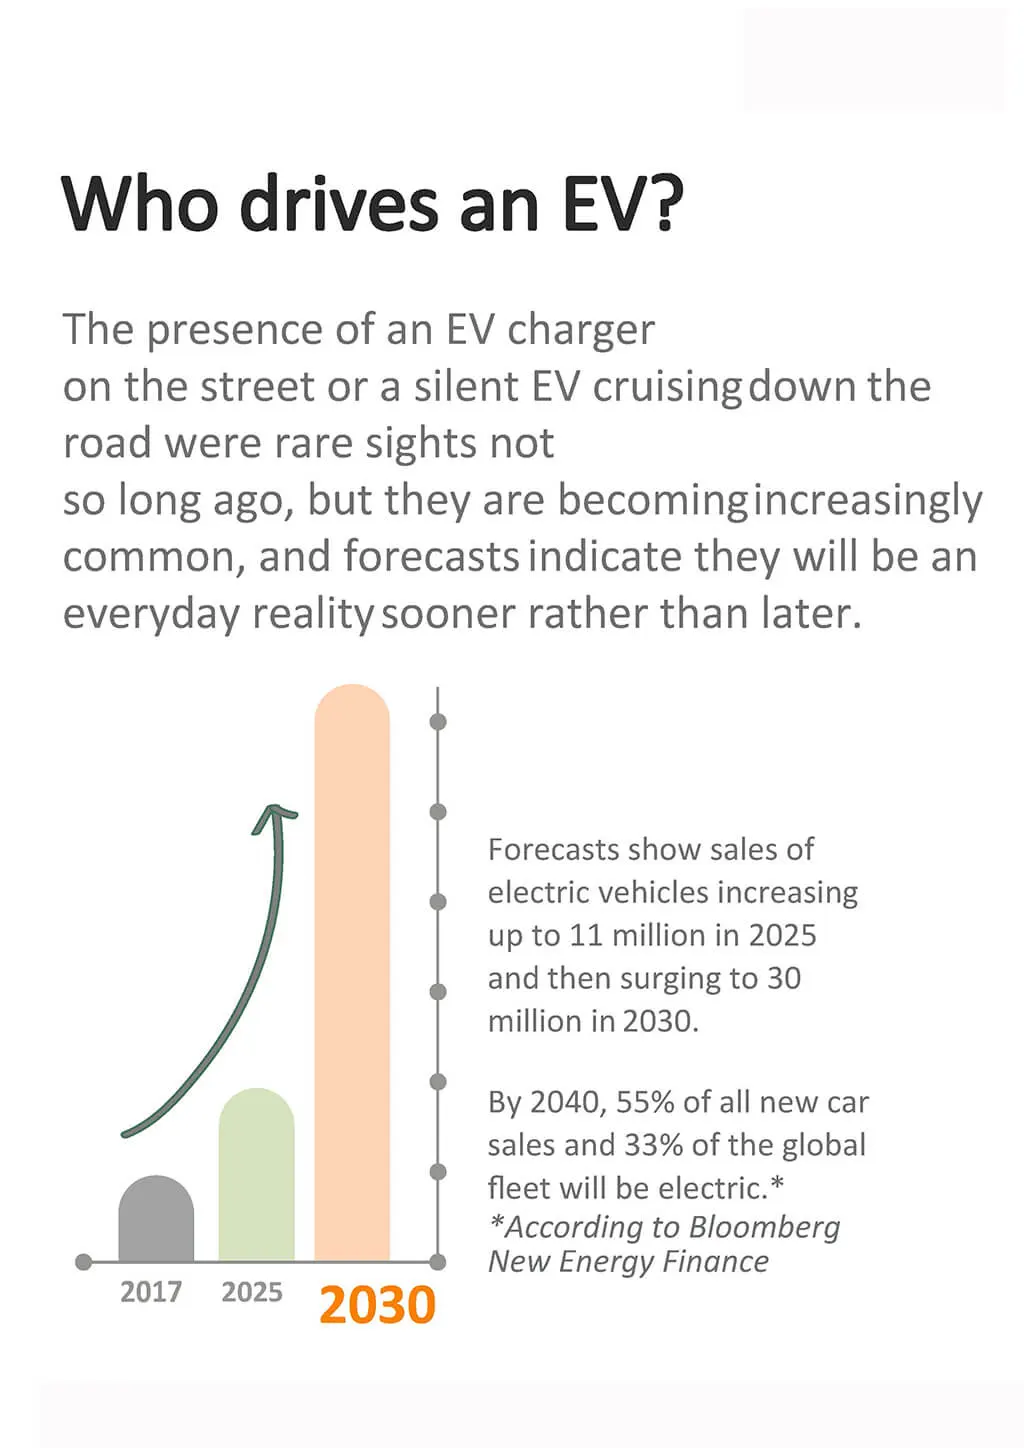 Who drives an EV?
The presence of an EV charger
on the street or a silent EV cruising down the
road were rare sights not
so long ago, but they are becoming increasingly
common, and forecasts indicate they will be an
everyday reality sooner rather than later.
Forecasts show sales of
electric vehicles increasing
up to 11 million in 2025
and then surging to 30
million in 2030.
By 2040, 55% of all new car
sales and 33% of the global
fleet will be electric.*
*According to Bloomberg
New Energy Finance
2017 2025 2030